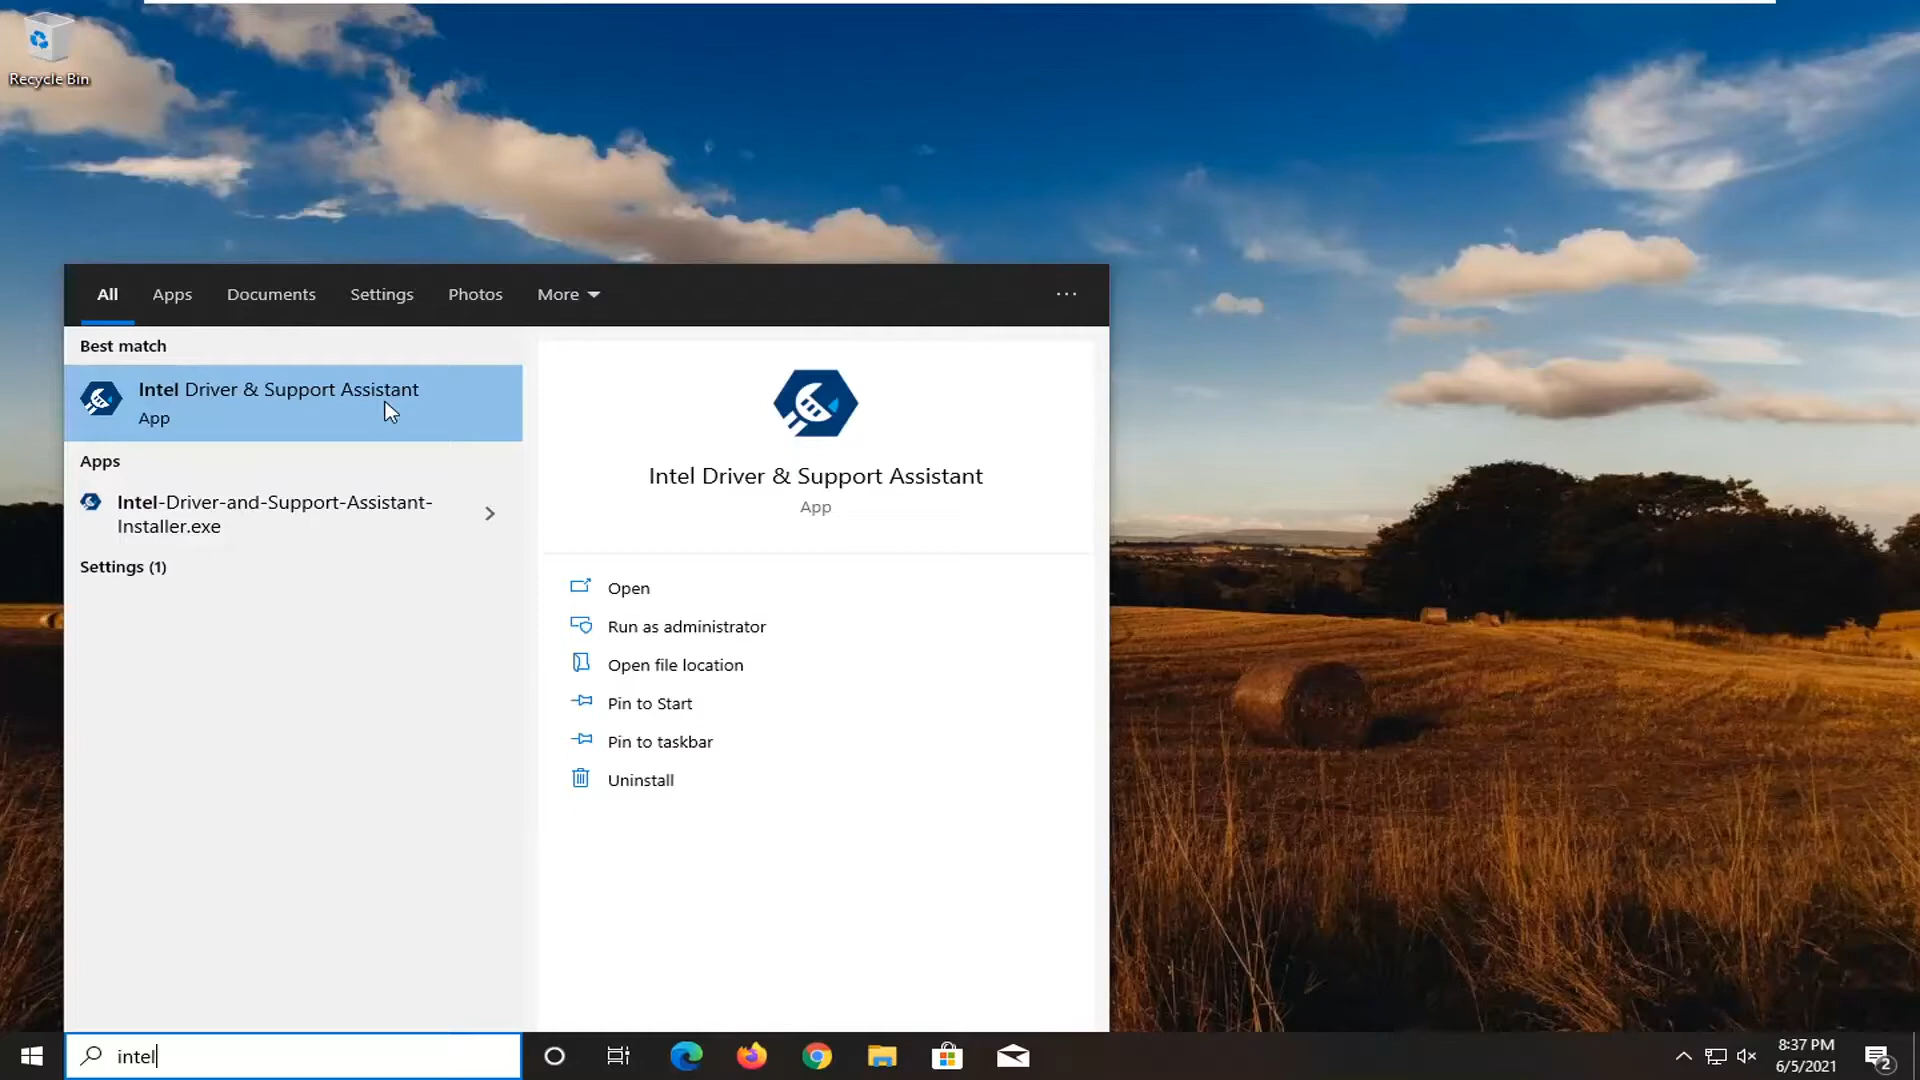 Recycle Bin
All Apps Documents Settings Photos More
Best match
Intel Driver & Support Assistant
App
Apps
Intel-Driver-and-Support-Assistant-
Installer.exe
Settings (1)
Intel Driver & Support Assistant
App
Open
Run as administrator
Open file location
Pin to Start
Pin to taskbar
Uninstall
intel
8:37 PM
6/5/2021
2